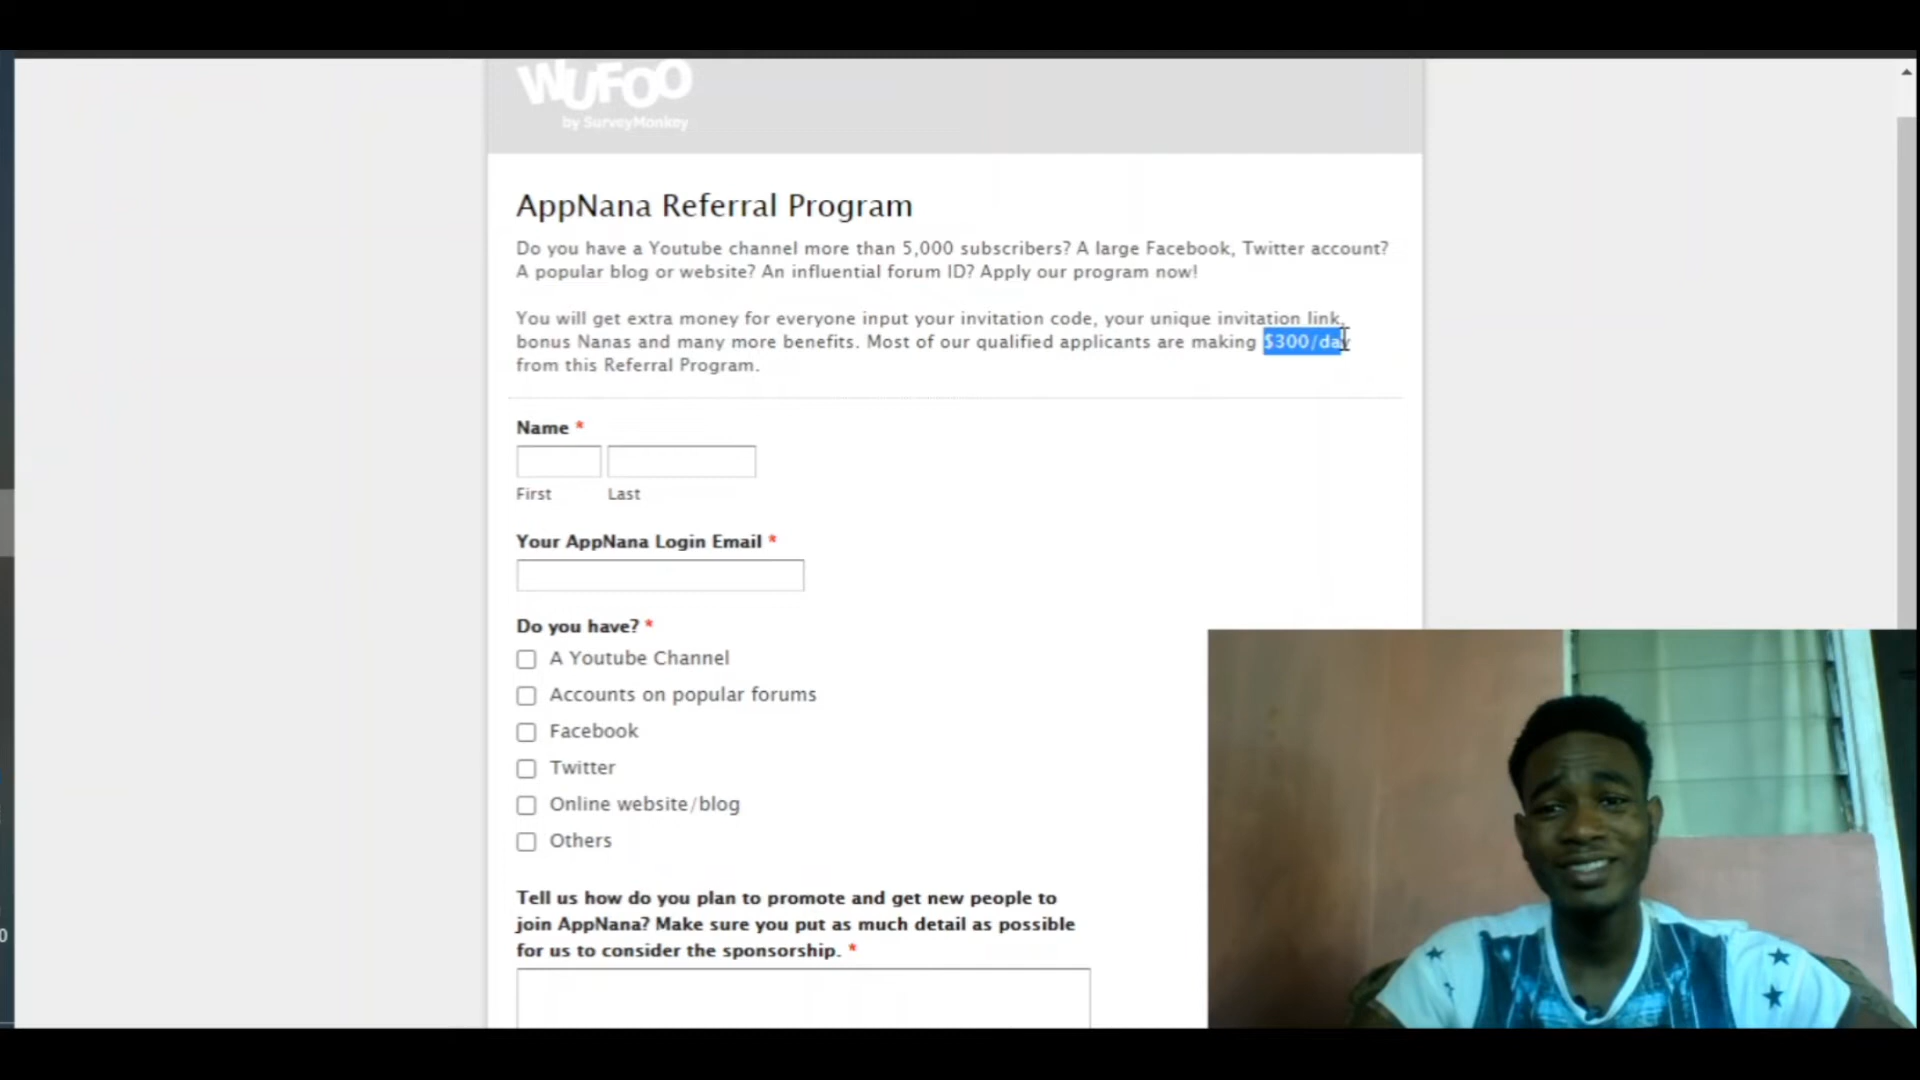 WUFOO
by SurveyMonkey
AppNana Referral Program
Do you have a Youtube channel more than 5,000 subscribers? A large Facebook, Twitter account?
A popular blog or website? An influential forum ID? Apply our program now!
You will get extra money for everyone input your invitation code, your unique invitation link,
bonus Nanas and many more benefits. Most of our qualified applicants are making $300/day
from this Referral Program.
Name *
First Last
Your AppNana Login Email *
Do you have? *
A Youtube Channel
Accounts on popular forums
Facebook
Twitter
Online website/blog
Others
Tell us how do you plan to promote and get new people to
join AppNana? Make sure you put as much detail as possible
for us to consider the sponsorship. *
0